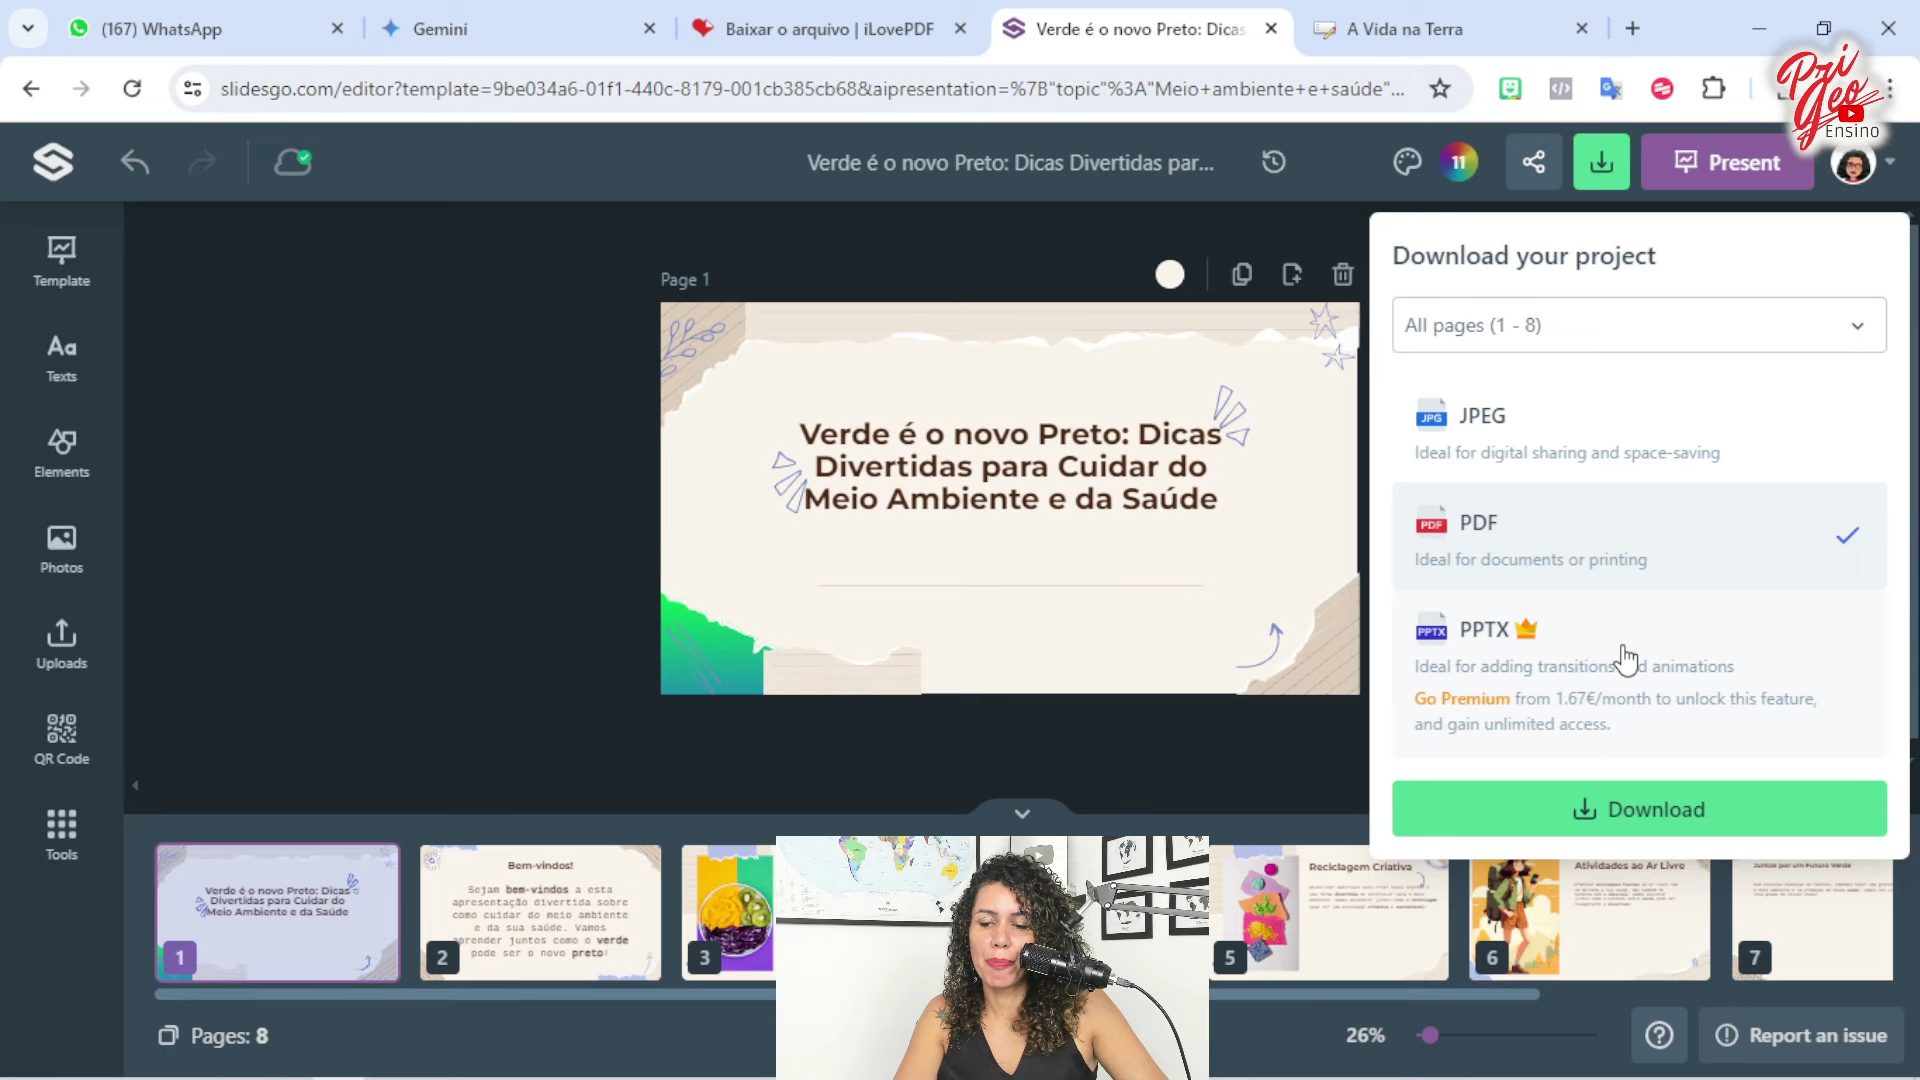 (167) WhatsApp
Gemini
Baixar o arquivo | iLovePDF
Verde é o novo Preto: Dicas
A Vida na Terra
slidesgo.com/editor?template=9be034a6-01f1-440c-8179-001cb385cb68&aipresentation=%7B"topic"%3A"Meio+ambiente+e+saúde"...
Pri Geo
Ensino
Verde é o novo Preto: Dicas Divertidas par...
11
Present
Template
Texts
Elements
Photos
Uploads
QR Code
Tools
Page 1
Verde é o novo Preto: Dicas
Divertidas para Cuidar do
Meio Ambiente e da Saúde
Download your project
All pages (1 - 8)
JPG
JPEG
Ideal for digital sharing and space-saving
PDF
PDF
Ideal for documents or printing
PPTX
PPTX
Ideal for adding transitions animations
Go Premium from 1.67€/month to unlock this feature,
and gain unlimited access.
Download
Verde é o novo Preto: Dicas
Divertidas para Cuidar do
Meio Ambiente e da Saúde
1
Bem-vindos!
Sejam bem-vindos a esta
apresentação divertida sobre
como cuidar do meio ambiente
e da sua saúde. Vamos
aprender juntos como o verde
pode ser o novo preto!
2
3
Reciclagem Criativa
5
Atividades ao Ar Livre
6
Juntos por um Futuro Verde
7
Pages: 8
26%
Report an issue